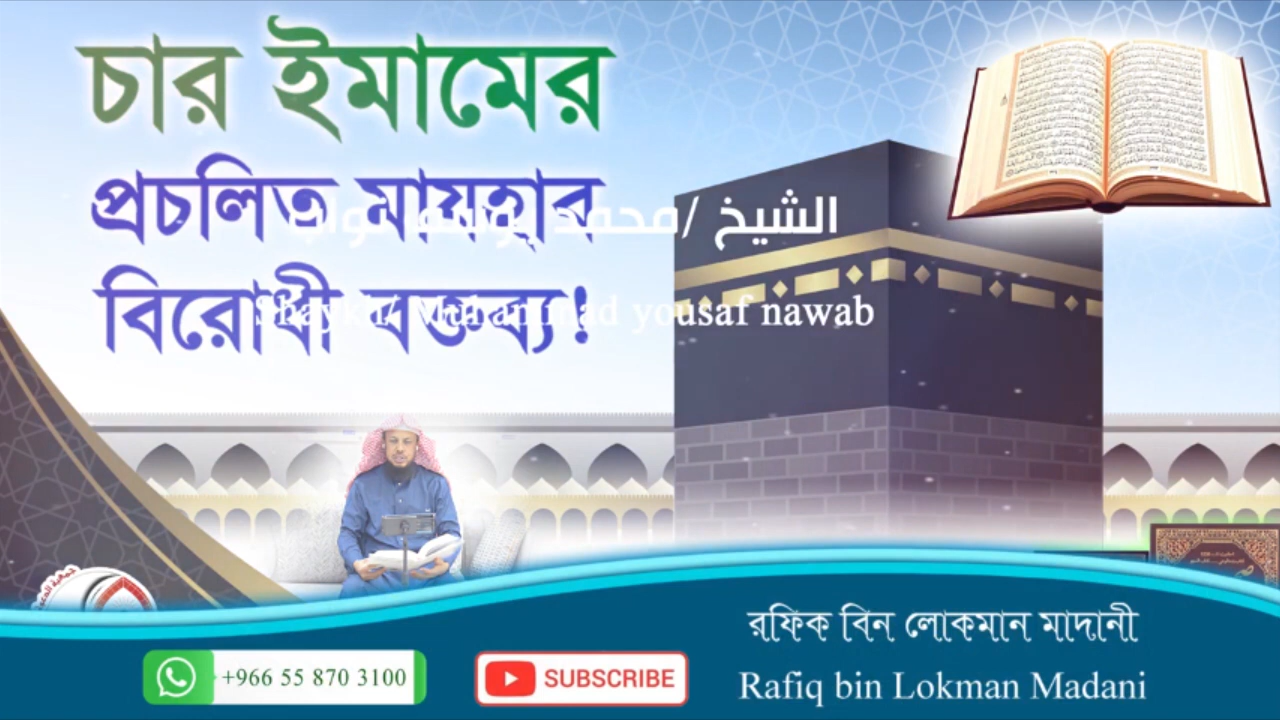 চার ইমামের
প্রচলিত মাযহাব
বিরোধী বক্তব্য!
الشيخ /محمد يوسف نواب
Shaykh/ Muhammad yousaf nawab
রফিক বিন লোকমান মাদানী
Rafiq bin Lokman Madani
+966 55 870 3100
SUBSCRIBE